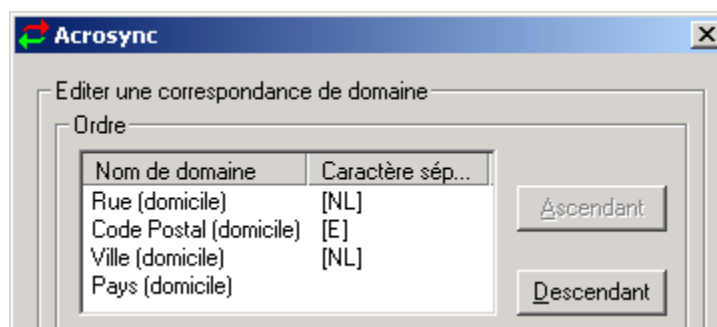 Acrosync
Editer une correspondance de domaine
Ordre
Nom de domaine Caractère sép...
Rue (domicile) [NL]
Code Postal (domicile) [E]
Ville (domicile) [NL]
Pays (domicile)
Ascendant
Descendant